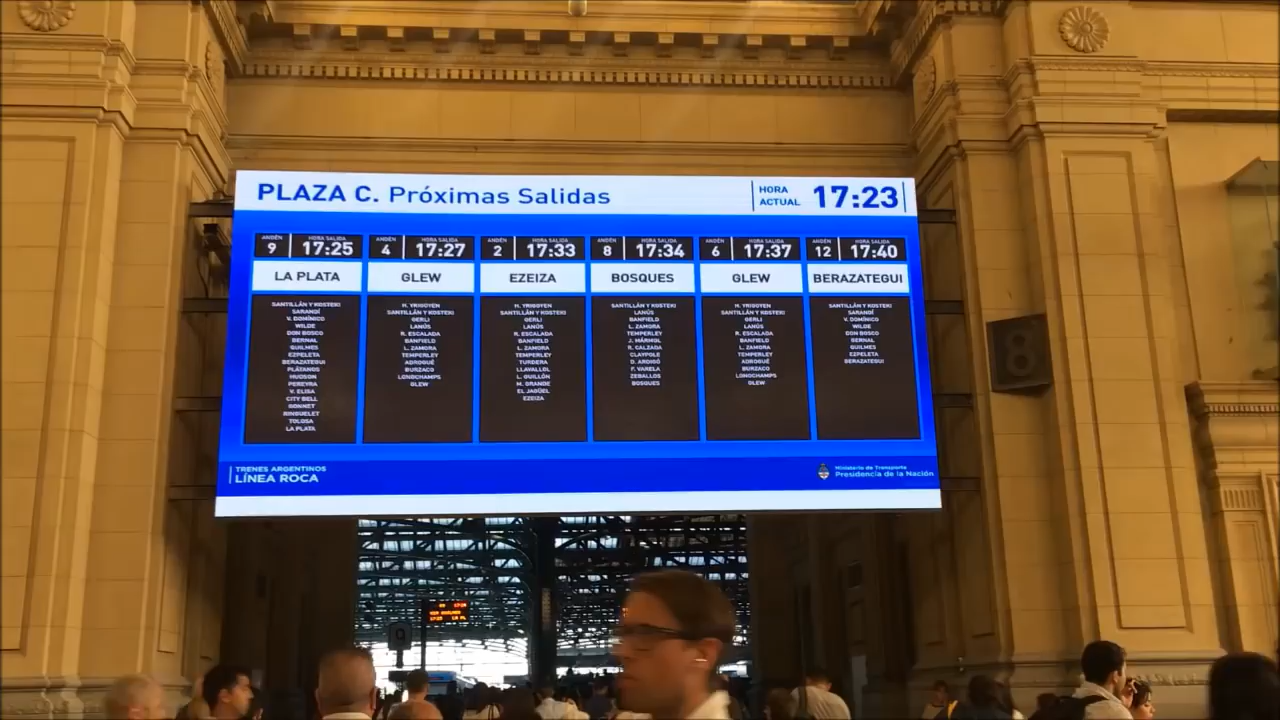 PLAZA C. Próximas Salidas
HORA ACTUAL 17:23
ANDÉN 9 HORA SALIDA 17:25
LA PLATA
SANTILLÁN Y KOSTEKI
SARANDÍ
V. DOMÍNICO
WILDE
DON BOSCO
BERNAL
QUILMES
EZPELETA
BERAZATEGUI
PLÁTANOS
HUDSON
PEREYRA
V. ELISA
CITY BELL
GONNET
RINGUELET
TOLOSA
LA PLATA
ANDÉN 4 HORA SALIDA 17:27
GLEW
H. YRIGOYEN
SANTILLÁN Y KOSTEKI
GERLI
LANÚS
R. ESCALADA
BANFIELD
L. ZAMORA
TEMPERLEY
ADROGUÉ
BURZACO
LONGCHAMPS
GLEW
ANDÉN 2 HORA SALIDA 17:33
EZEIZA
H. YRIGOYEN
SANTILLÁN Y KOSTEKI
GERLI
LANÚS
R. ESCALADA
BANFIELD
L. ZAMORA
TEMPERLEY
TURDERA
LLAVALLOL
L. GUILLÓN
M. GRANDE
EL JAGÜEL
EZEIZA
ANDÉN 8 HORA SALIDA 17:34
BOSQUES
SANTILLÁN Y KOSTEKI
LANÚS
BANFIELD
L. ZAMORA
TEMPERLEY
J. MÁRMOL
R. CALZADA
CLAYPOLE
D. ARDIGÓ
F. VARELA
ZEBALLOS
BOSQUES
ANDÉN 6 HORA SALIDA 17:37
GLEW
H. YRIGOYEN
SANTILLÁN Y KOSTEKI
GERLI
LANÚS
R. ESCALADA
BANFIELD
L. ZAMORA
TEMPERLEY
ADROGUÉ
BURZACO
LONGCHAMPS
GLEW
ANDÉN 12 HORA SALIDA 17:40
BERAZATEGUI
SANTILLÁN Y KOSTEKI
SARANDÍ
V. DOMÍNICO
WILDE
DON BOSCO
BERNAL
QUILMES
EZPELETA
BERAZATEGUI
TRENES ARGENTINOS
LÍNEA ROCA
Ministerio de Transporte
Presidencia de la Nación
8
9